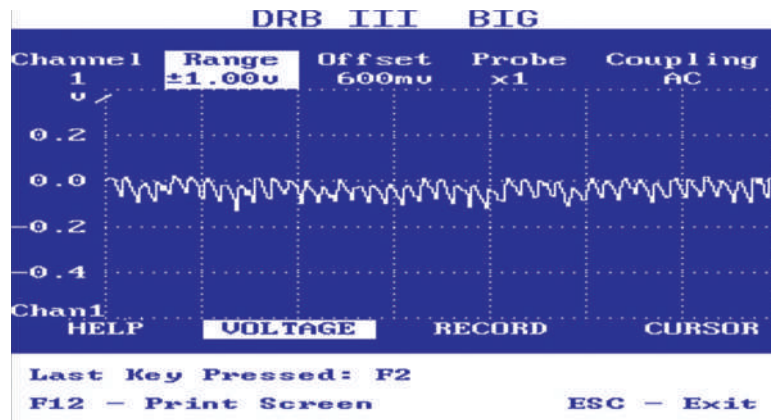 DRB III BIG
Channel Range Offset Probe Coupling
1 ±1.00v 600mv x1 AC
v
0.2
0.0
-0.2
-0.4
Chan1
HELP VOLTAGE RECORD CURSOR
Last Key Pressed: F2
F12 - Print Screen ESC - Exit